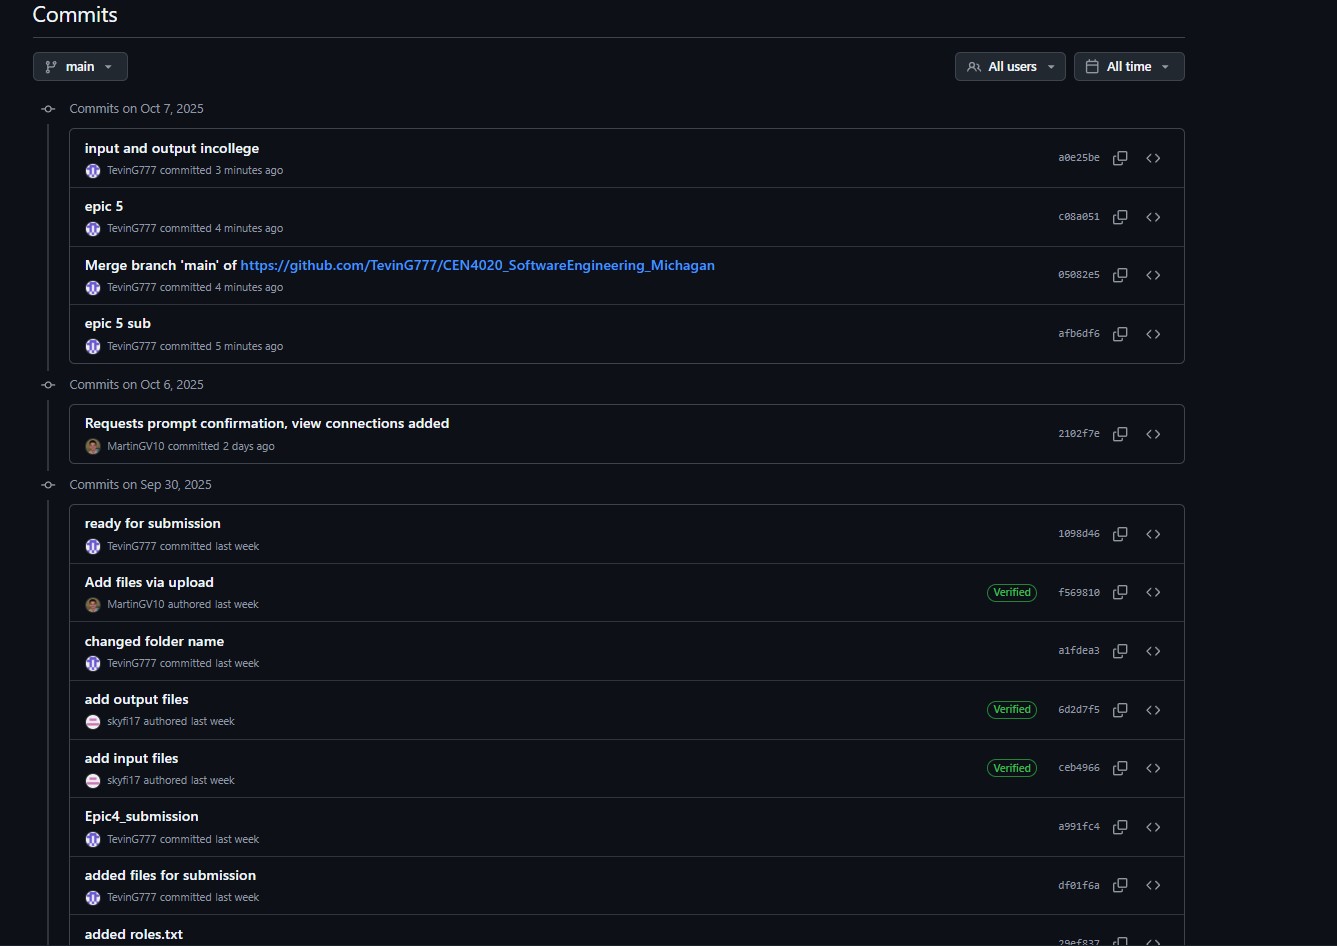 Commits
main
All users
All time
Commits on Oct 7, 2025
input and output incollege
TevinG777 committed 3 minutes ago
a0e25be
epic 5
TevinG777 committed 4 minutes ago
c08a051
Merge branch 'main' of https://github.com/TevinG777/CEN4020_SoftwareEngineering_Michagan
TevinG777 committed 4 minutes ago
05082e5
epic 5 sub
TevinG777 committed 5 minutes ago
afb6df6
Commits on Oct 6, 2025
Requests prompt confirmation, view connections added
MartinGV10 committed 2 days ago
2102f7e
Commits on Sep 30, 2025
ready for submission
TevinG777 committed last week
1098d46
Add files via upload
MartinGV10 authored last week
Verified
f569810
changed folder name
TevinG777 committed last week
a1fdea3
add output files
skyfi17 authored last week
Verified
6d2d7f5
add input files
skyfi17 authored last week
Verified
ceb4966
Epic4_submission
TevinG777 committed last week
a991fc4
added files for submission
TevinG777 committed last week
df01f6a
added roles.txt
29ef837